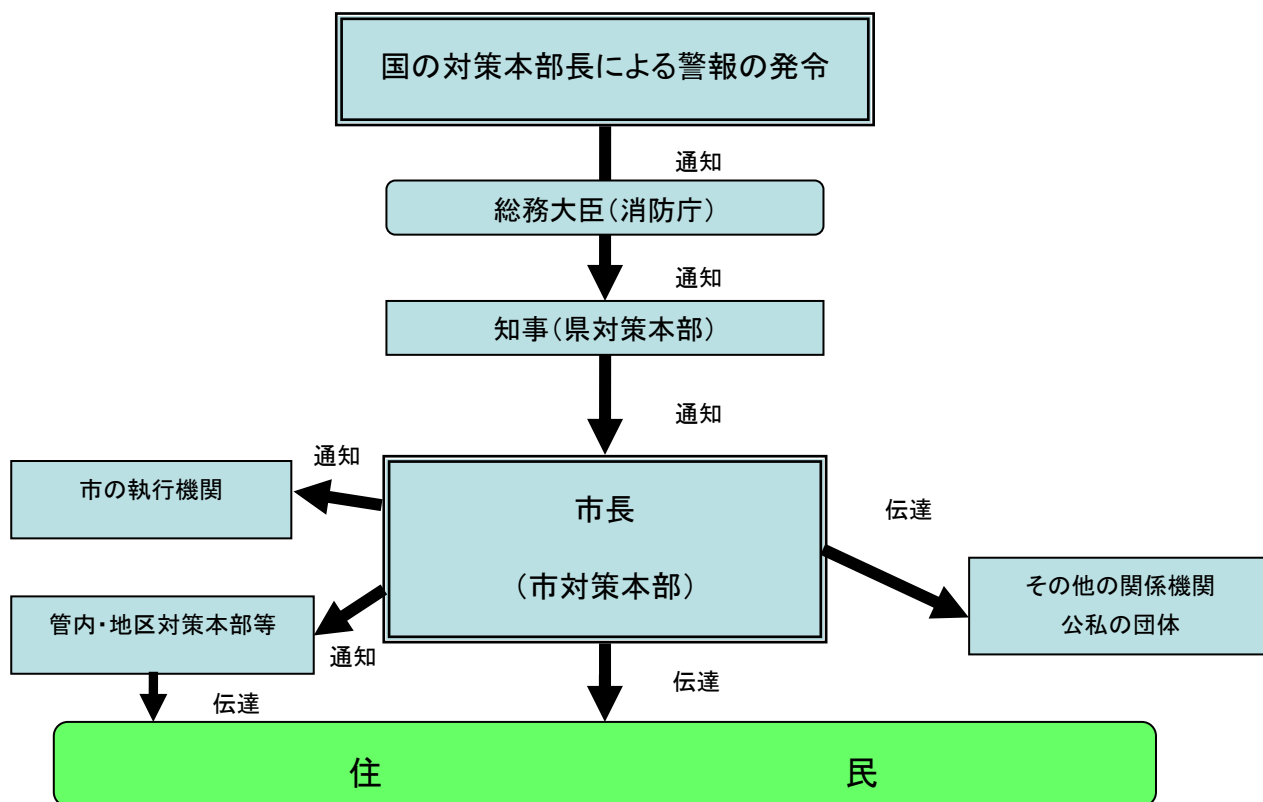 国の対策本部長による警報の発令
通知
総務大臣（消防庁）
通知
知事（県対策本部）
通知
通知
市の執行機関
市長
（市対策本部）
伝達
その他の関係機関
公私の団体
管内・地区対策本部等
通知
伝達
伝達
住　民